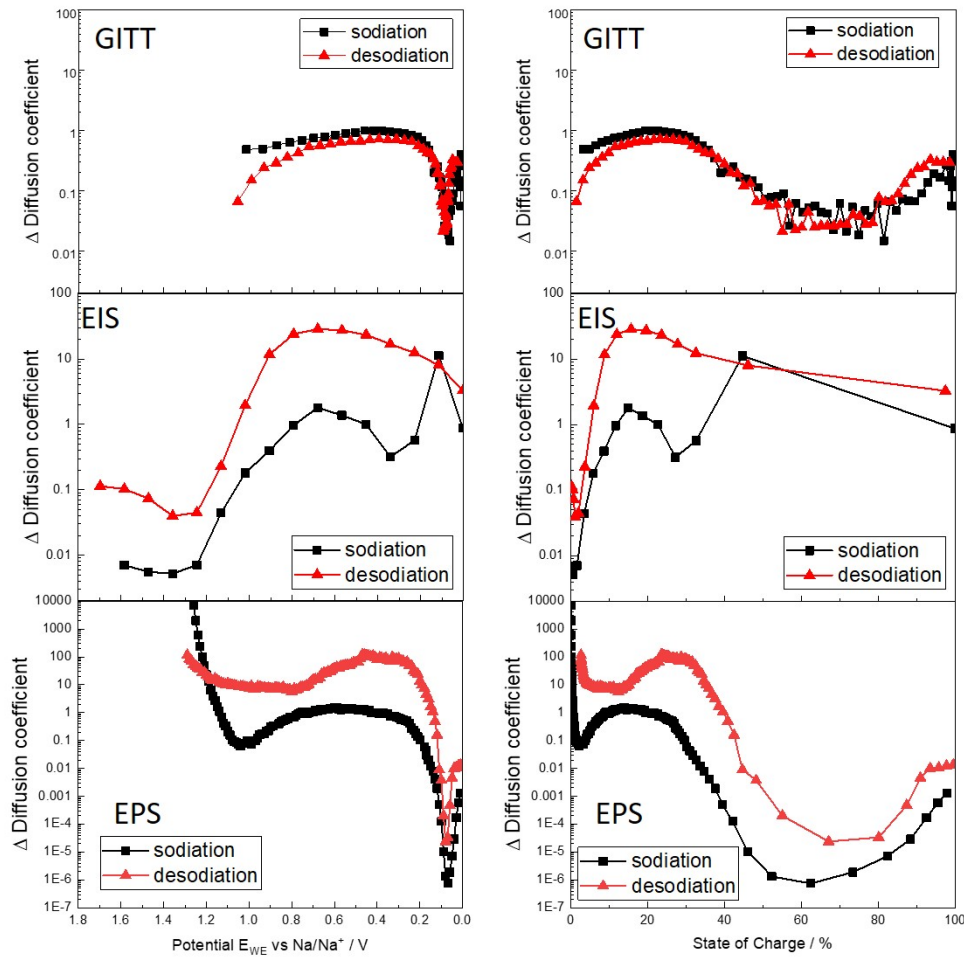 GITT
sodiation
desodiation
Δ Diffusion coefficient
100
10
1
0.1
0.01
GITT
sodiation
desodiation
Δ Diffusion coefficient
100
10
1
0.1
0.01
EIS
sodiation
desodiation
Δ Diffusion coefficient
100
10
1
0.1
0.01
EIS
sodiation
desodiation
Δ Diffusion coefficient
100
10
1
0.1
0.01
EPS
sodiation
desodiation
Δ Diffusion coefficient
10000
1000
100
10
1
0.1
0.01
0.001
1E-4
1E-5
1E-6
1E-7
1.8 1.6 1.4 1.2 1.0 0.8 0.6 0.4 0.2 0.0
Potential E_WE vs Na/Na⁺ / V
EPS
sodiation
desodiation
Δ Diffusion coefficient
10000
1000
100
10
1
0.1
0.01
0.001
1E-4
1E-5
1E-6
1E-7
0 20 40 60 80 100
State of Charge / %